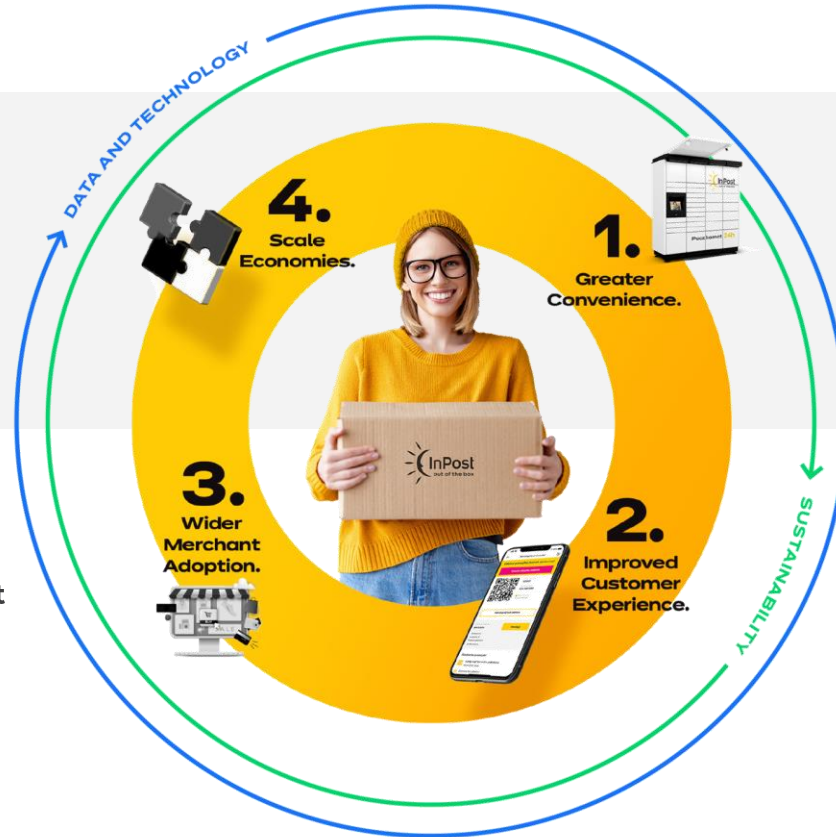 DATA AND TECHNOLOGY
4.
Scale
Economies.
1.
Greater
Convenience.
InPost
InPost
out of the box
3.
Wider
Merchant
Adoption.
2.
Improved
Customer
Experience.
SUSTAINABILITY
t